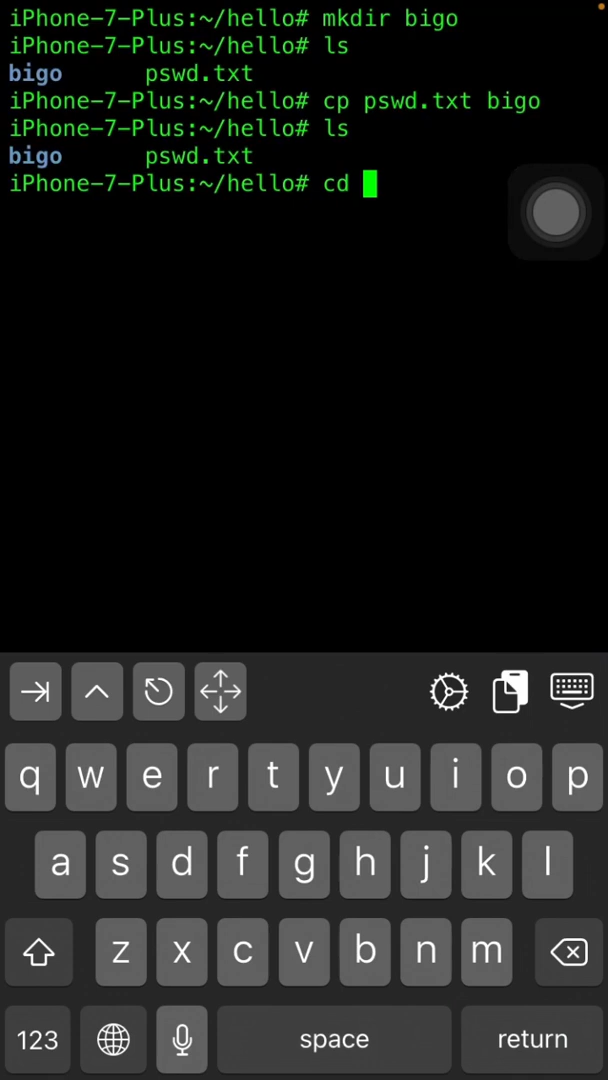 iPhone-7-Plus:~/hello# mkdir bigo
iPhone-7-Plus:~/hello# ls
bigo pswd.txt
iPhone-7-Plus:~/hello# cp pswd.txt bigo
iPhone-7-Plus:~/hello# ls
bigo pswd.txt
iPhone-7-Plus:~/hello# cd
q w e r t y u i o p
a s d f g h j k l
z x c v b n m
123 space return